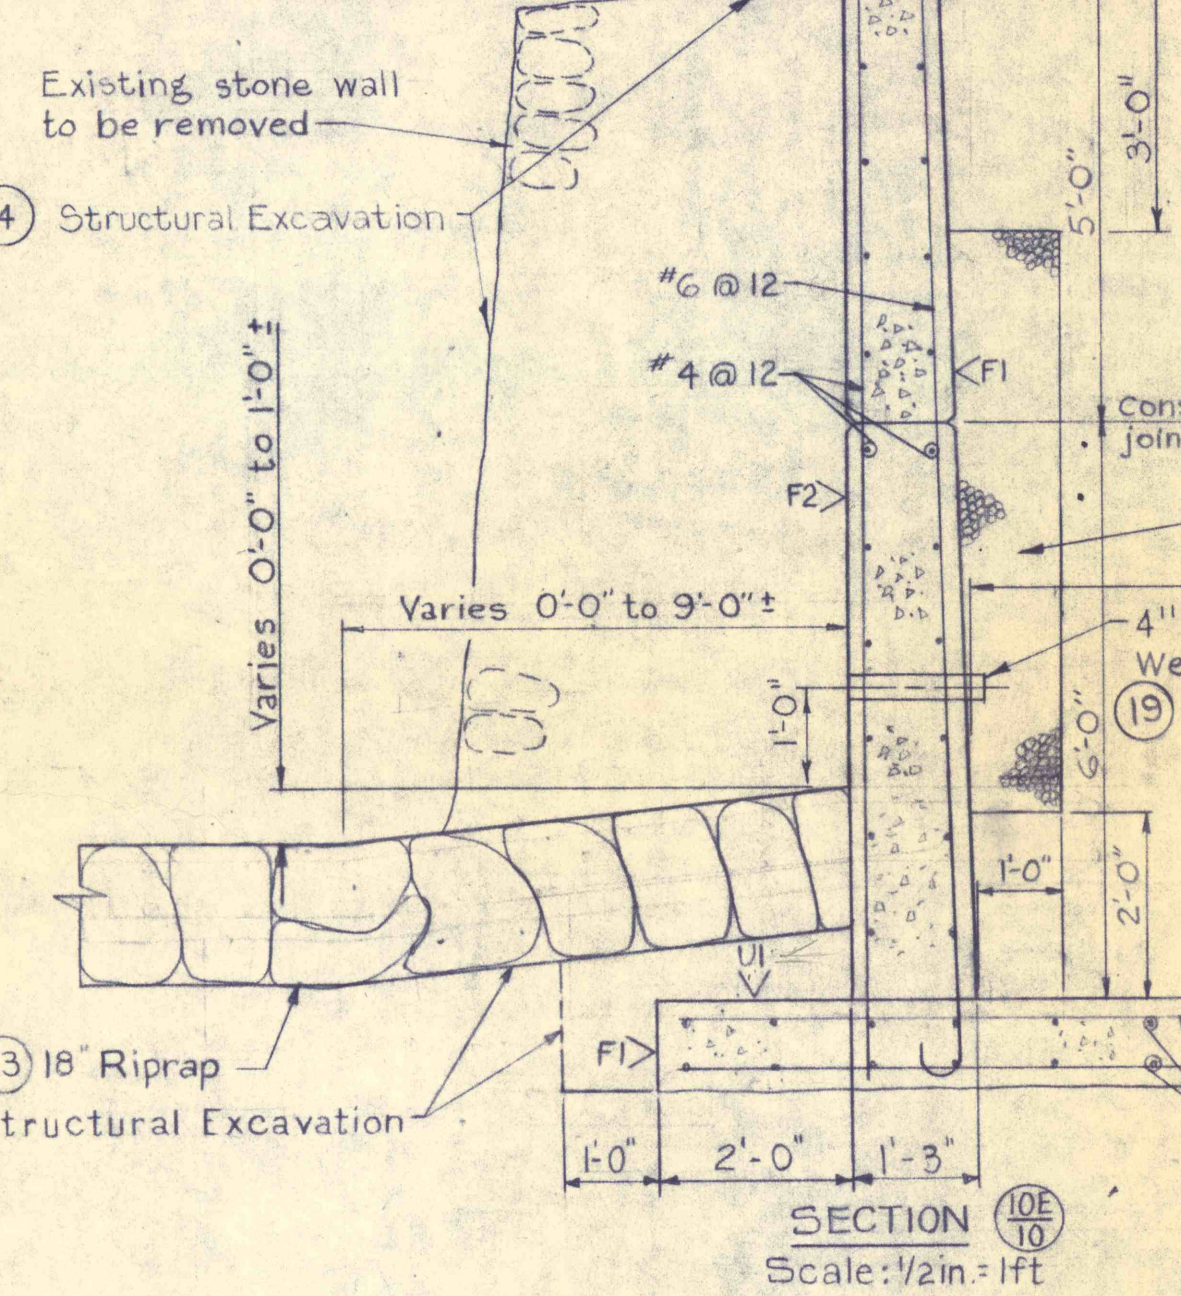 Existing stone wall
to be removed
4 Structural Excavation
3'-0"
5'-0"
#6 @ 12
#4 @ 12
F1
F2
Varies 0'-0" to 1'-0" ±
Varies 0'-0" to 9'-0" ±
1'-0"
4"
19
6'-0"
1'-0"
2'-0"
U1
3 18" Riprap
F1
tructural Excavation
1'-0"
2'-0"
1'-3"
SECTION 10E
10
Scale: 1/2in. = 1ft